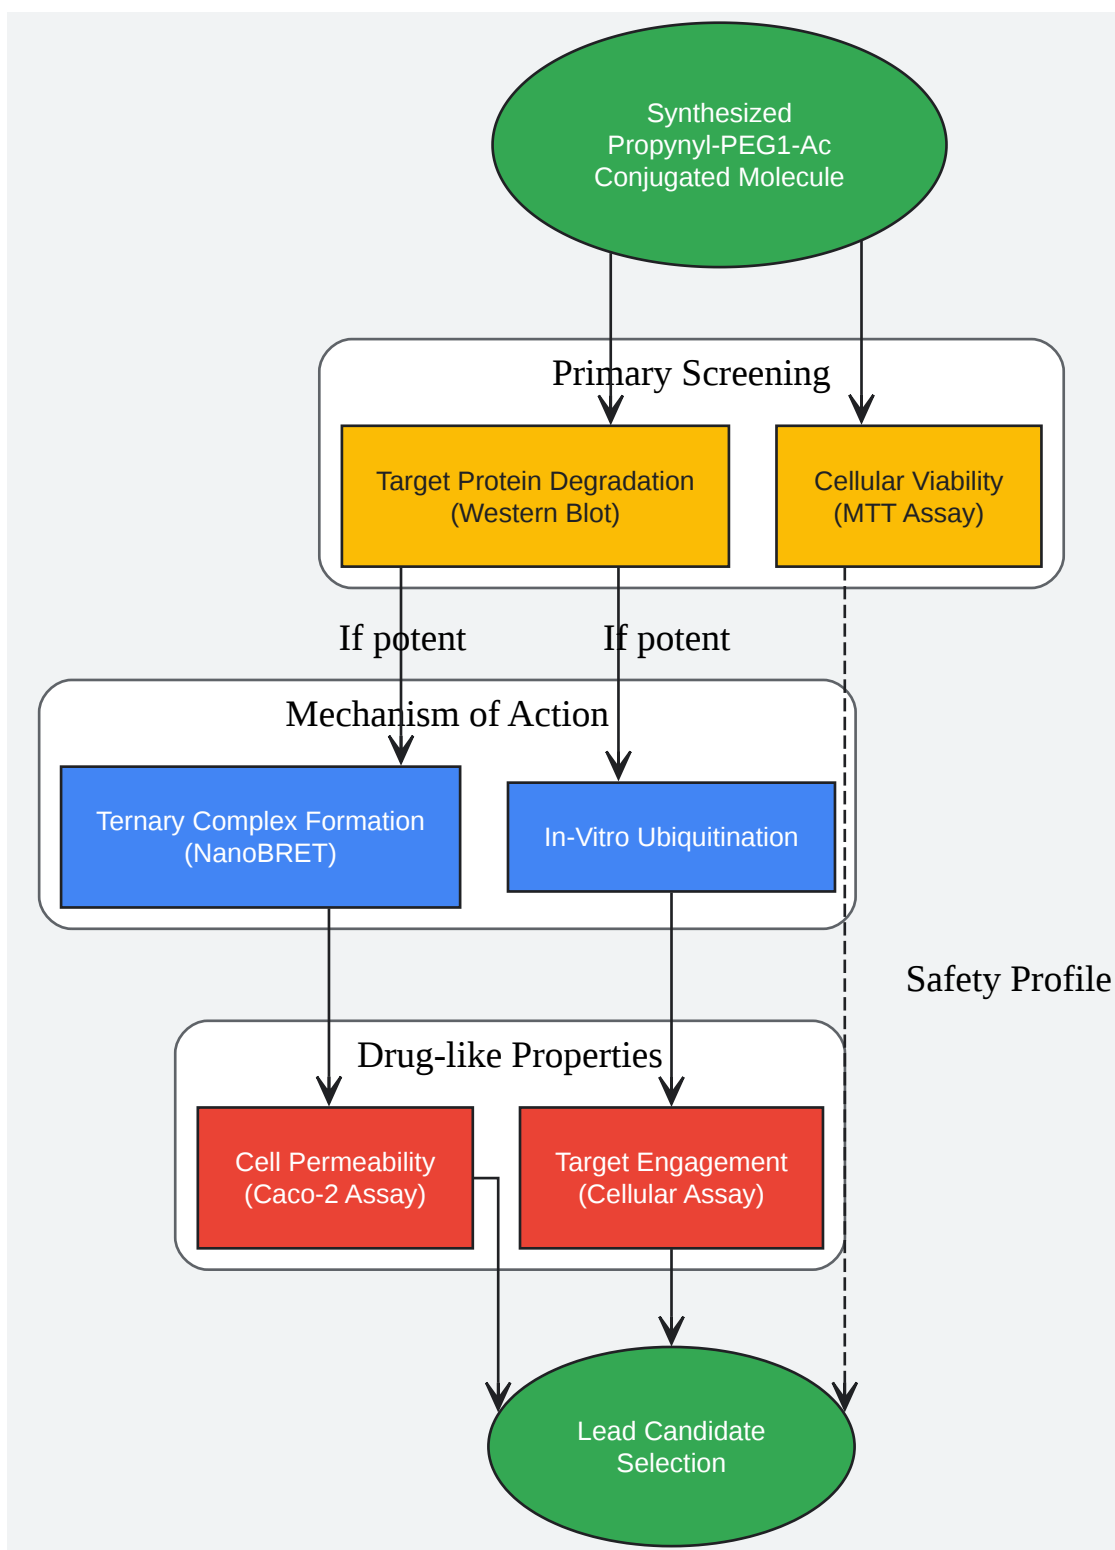 Synthesized
Propynyl-PEG1-Ac
Conjugated Molecule
Primary Screening
Target Protein Degradation
(Western Blot)
Cellular Viability
(MTT Assay)
If potent
If potent
Mechanism of Action
Ternary Complex Formation
(NanoBRET)
In-Vitro Ubiquitination
Safety Profile
Drug-like Properties
Cell Permeability
(Caco-2 Assay)
Target Engagement
(Cellular Assay)
Lead Candidate
Selection